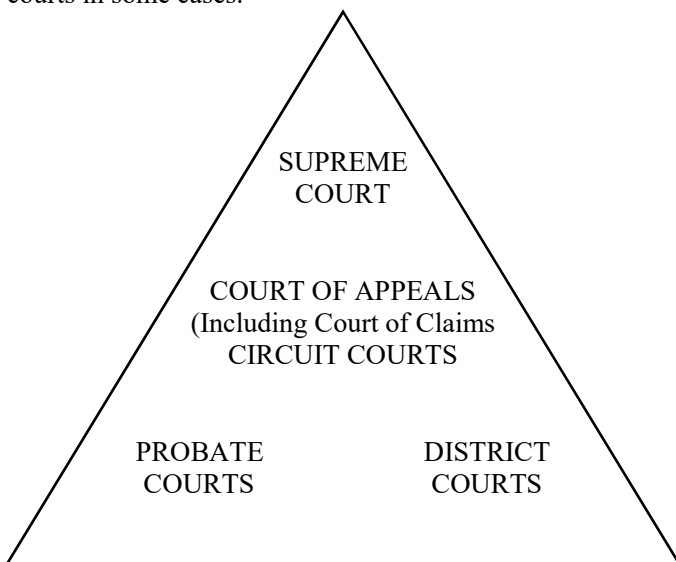 courts in some cases.
SUPREME
COURT
COURT OF APPEALS
(Including Court of Claims
CIRCUIT COURTS
PROBATE
COURTS
DISTRICT
COURTS